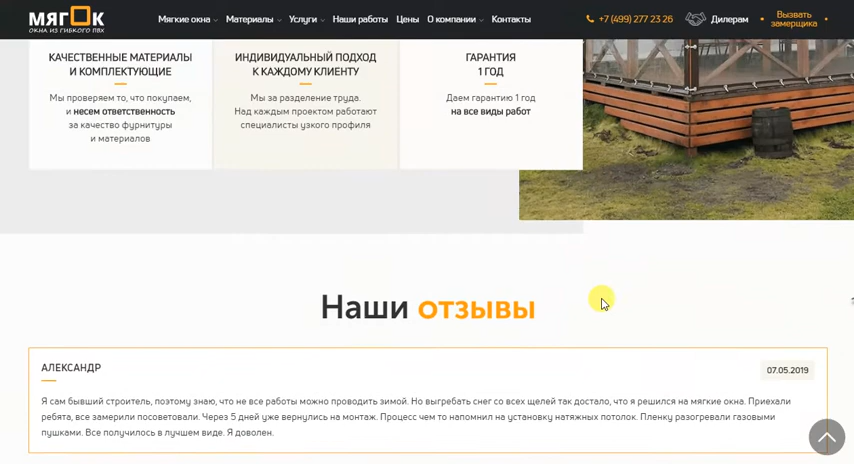 МЯГОК
ОКНА ИЗ ГИБКОГО ПВХ
Мягкие окна Материалы Услуги Наши работы Цены О компании Контакты
+7 (499) 277 23 26
Дилерам
Вызвать
замерщика
КАЧЕСТВЕННЫЕ МАТЕРИАЛЫ
И КОМПЛЕКТУЮЩИЕ
Мы проверяем то, что покупаем,
и несем ответственность
за качество фурнитуры
и материалов
ИНДИВИДУАЛЬНЫЙ ПОДХОД
К КАЖДОМУ КЛИЕНТУ
Мы за разделение труда.
Над каждым проектом работают
специалисты узкого профиля
ГАРАНТИЯ
1 ГОД
Даем гарантию 1 год
на все виды работ
Наши отзывы
АЛЕКСАНДР
07.05.2019
Я сам бывший строитель, поэтому знаю, что не все работы можно проводить зимой. Но выгребать снег со всех щелей так достало, что я решился на мягкие окна. Приехали
ребята, все замерили посоветовали. Через 5 дней уже вернулись на монтаж. Процесс чем то напомнил на установку натяжных потолок. Пленку разогревали газовыми
пушками. Все получилось в лучшем виде. Я доволен.